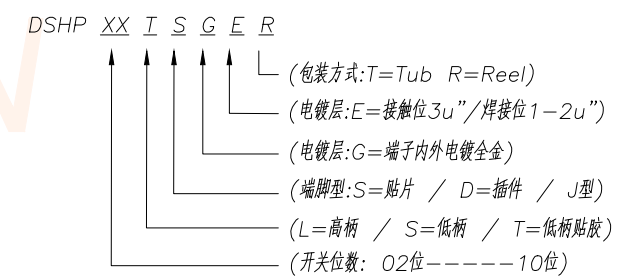 DSHP XX T S G E R
(包装方式:T=Tub R=Reel)
(电镀层:E=接触位3u"/焊接位1-2u")
(电镀层:G=端子内外电镀全金)
(端脚型:S=贴片 / D=插件 / J型)
(L=高柄 / S=低柄 / T=低柄贴胶)
(开关位数: 02位-----10位)